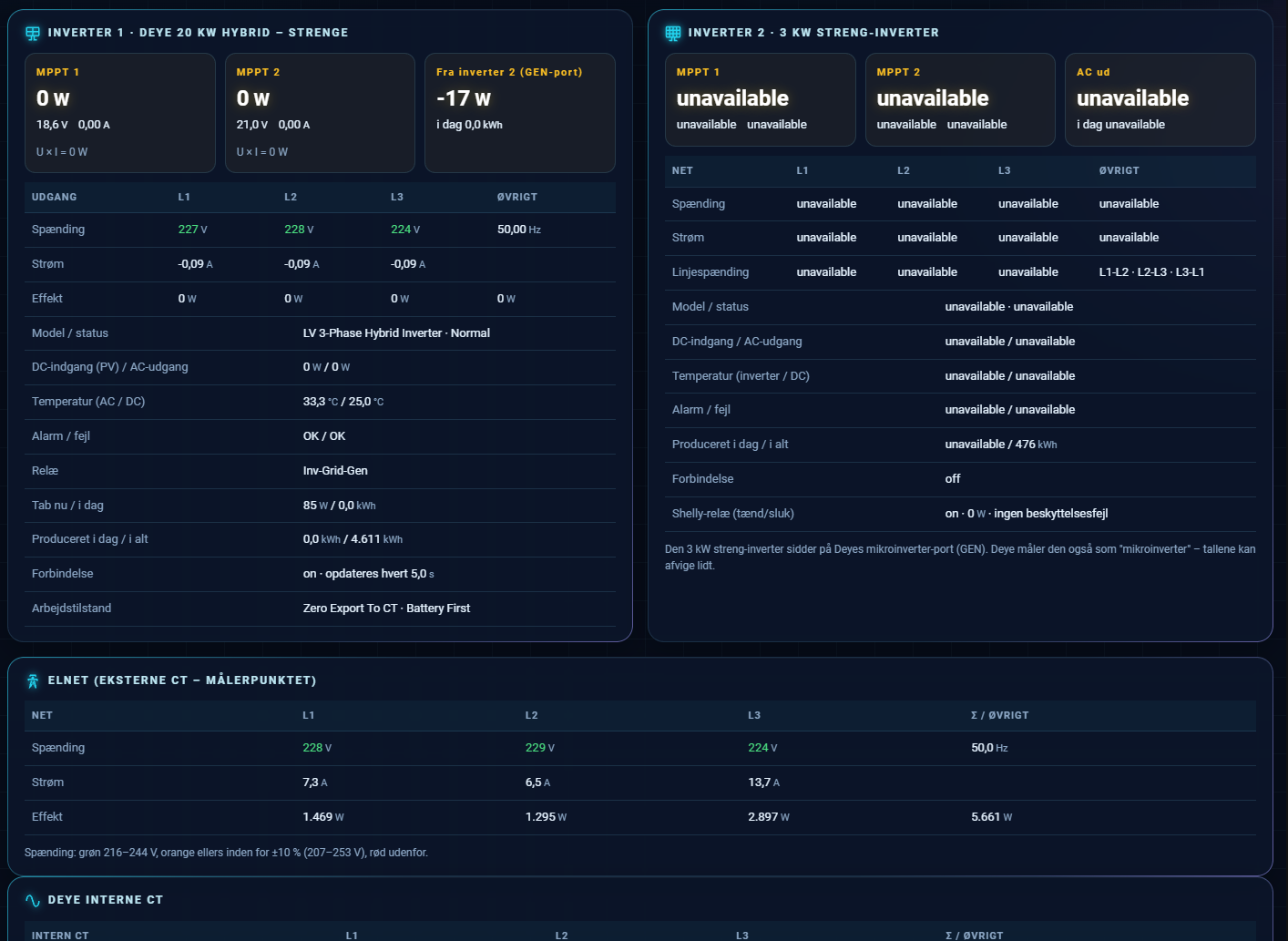 INVERTER 1 · DEYE 20 KW HYBRID – STRENGE
MPPT 1
0 W
18,6 V 0,00 A
U × I = 0 W
MPPT 2
0 W
21,0 V 0,00 A
U × I = 0 W
Fra inverter 2 (GEN-port)
-17 W
i dag 0,0 kWh
UDGANG L1 L2 L3 ØVRIGT
Spænding 227 V 228 V 224 V 50,00 Hz
Strøm -0,09 A -0,09 A -0,09 A
Effekt 0 W 0 W 0 W 0 W
Model / status LV 3-Phase Hybrid Inverter · Normal
DC-indgang (PV) / AC-udgang 0 W / 0 W
Temperatur (AC / DC) 33,3 °C / 25,0 °C
Alarm / fejl OK / OK
Relæ Inv-Grid-Gen
Tab nu / i dag 85 W / 0,0 kWh
Produceret i dag / i alt 0,0 kWh / 4.611 kWh
Forbindelse on · opdateres hvert 5,0 s
Arbejdstilstand Zero Export To CT · Battery First
INVERTER 2 · 3 KW STRENG-INVERTER
MPPT 1
unavailable
unavailable unavailable
MPPT 2
unavailable
unavailable unavailable
AC ud
unavailable
i dag unavailable
NET L1 L2 L3 ØVRIGT
Spænding unavailable unavailable unavailable unavailable
Strøm unavailable unavailable unavailable unavailable
Linjespænding unavailable unavailable unavailable L1-L2 · L2-L3 · L3-L1
Model / status unavailable · unavailable
DC-indgang / AC-udgang unavailable / unavailable
Temperatur (inverter / DC) unavailable / unavailable
Alarm / fejl unavailable / unavailable
Produceret i dag / i alt unavailable / 476 kWh
Forbindelse off
Shelly-relæ (tænd/sluk) on · 0 W · ingen beskyttelsesfejl
Den 3 kW streng-inverter sidder på Deyes mikroinverter-port (GEN). Deye måler den også som "mikroinverter" – tallene kan
afvige lidt.
ELNET (EKSTERNE CT – MÅLERPUNKTET)
NET L1 L2 L3 Σ / ØVRIGT
Spænding 228 V 229 V 224 V 50,0 Hz
Strøm 7,3 A 6,5 A 13,7 A
Effekt 1.469 W 1.295 W 2.897 W 5.661 W
Spænding: grøn 216–244 V, orange ellers inden for ±10 % (207–253 V), rød udenfor.
DEYE INTERNE CT
INTERN CT L1 L2 L3 Σ / ØVRIGT